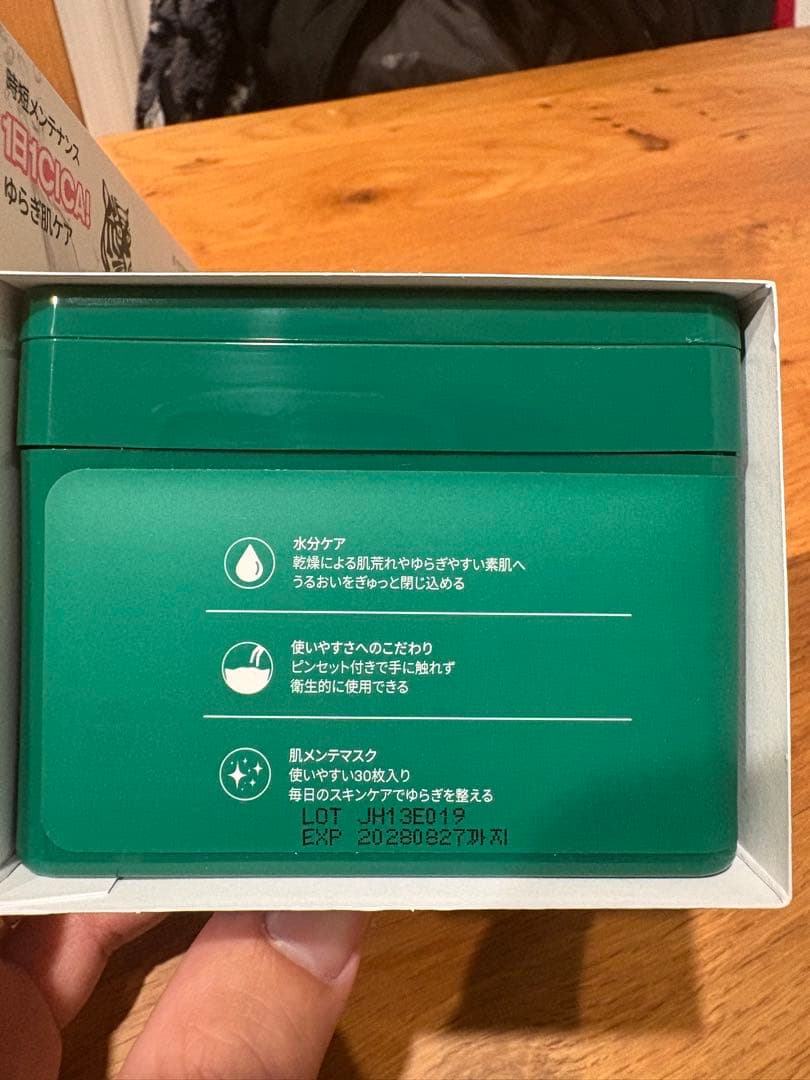 時短メンテナンス
1日1CICA!
ゆらぎ肌ケア
水分ケア
乾燥による肌荒れやゆらぎやすい素肌へ
うるおいをぎゅっと閉じ込める
使いやすさへのこだわり
ピンセット付きで手に触れず
衛生的に使用できる
肌メンテマスク
使いやすい30枚入り
毎日のスキンケアでゆらぎを整える
LOT JH13E019
EXP 20280827까지